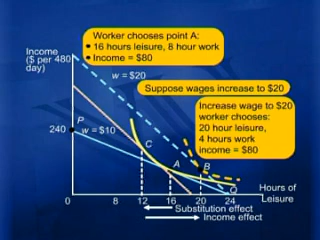 Worker chooses point A:
• 16 hours leisure, 8 hour work
• Income = $80
Income
($ per 480
day)
w = $20
Suppose wages increase to $20
Increase wage to $20
worker chooses:
20 hour leisure,
4 hours work
income = $80
P
240
w = $10
C
A
B
Q
0 8 12 16 20 24
Hours of
Leisure
Substitution effect
Income effect